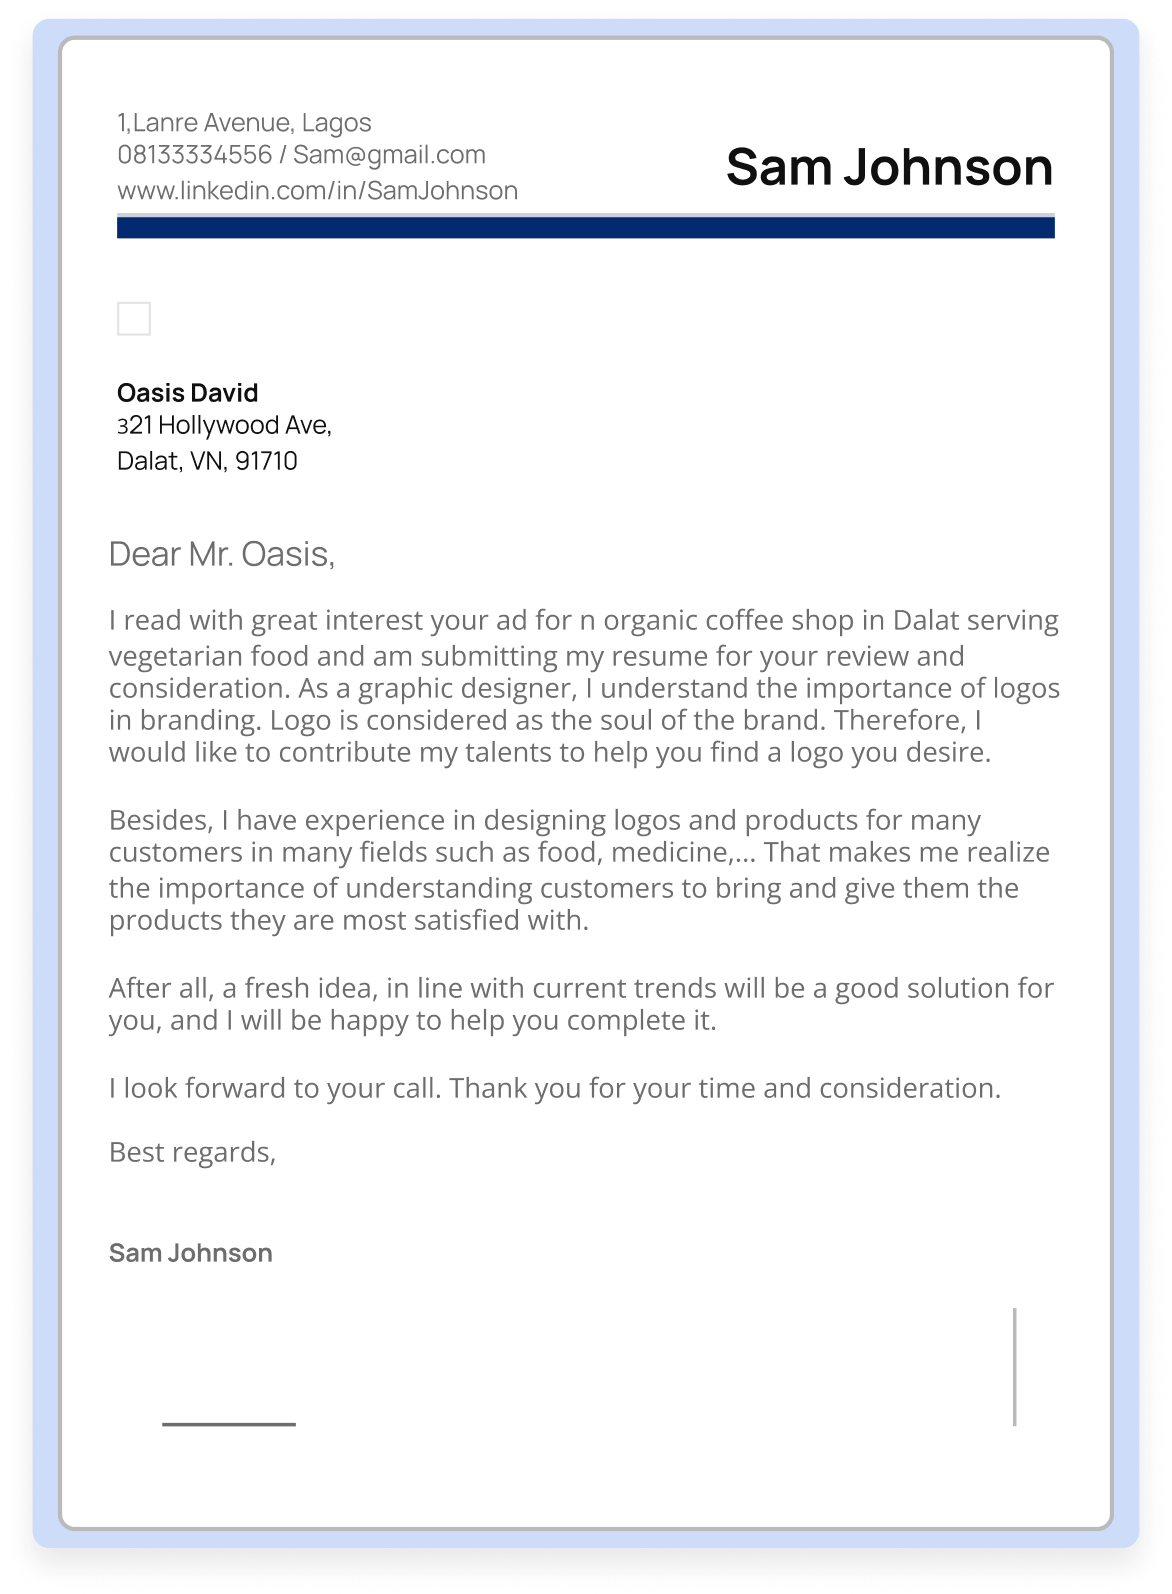 1,Lanre Avenue, Lagos
08133334556 / Sam@gmail.com
www.linkedin.com/in/SamJohnson
Sam Johnson
Oasis David
321 Hollywood Ave,
Dalat, VN, 91710
Dear Mr. Oasis,
I read with great interest your ad for n organic coffee shop in Dalat serving
vegetarian food and am submitting my resume for your review and
consideration. As a graphic designer, I understand the importance of logos
in branding. Logo is considered as the soul of the brand. Therefore, I
would like to contribute my talents to help you find a logo you desire.
Besides, I have experience in designing logos and products for many
customers in many fields such as food, medicine,... That makes me realize
the importance of understanding customers to bring and give them the
products they are most satisfied with.
After all, a fresh idea, in line with current trends will be a good solution for
you, and I will be happy to help you complete it.
I look forward to your call. Thank you for your time and consideration.
Best regards,
Sam Johnson